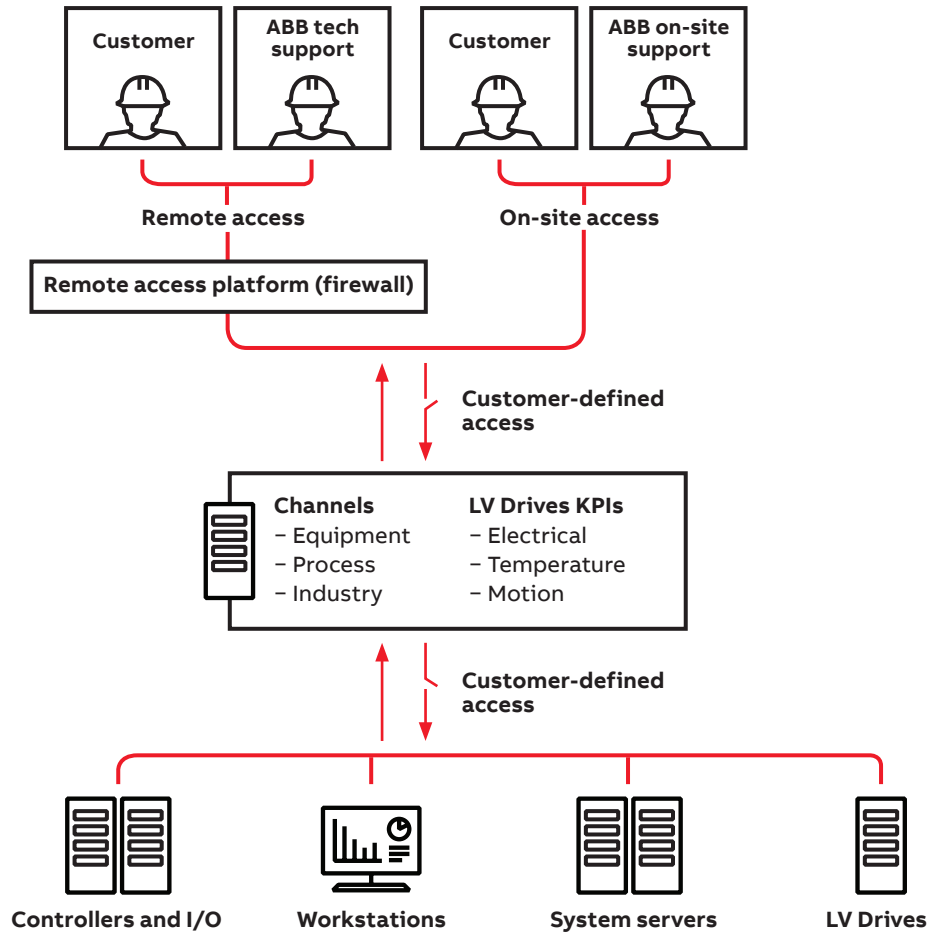 Customer
ABB tech
support
Customer
ABB on-site
support
Remote access
On-site access
Remote access platform (firewall)
Customer-defined
access
Channels
– Equipment
– Process
– Industry
LV Drives KPIs
– Electrical
– Temperature
– Motion
Customer-defined
access
Controllers and I/O
Workstations
System servers
LV Drives